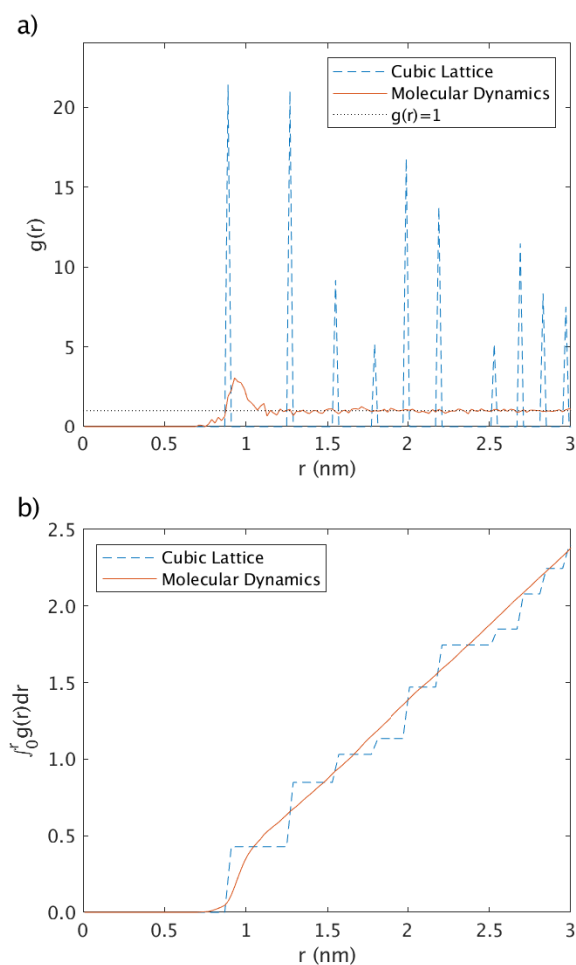 a)
Cubic Lattice
Molecular Dynamics
g(r)=1
20
15
10
5
0
g(r)
0 0.5 1 1.5 2 2.5 3
r (nm)
b)
Cubic Lattice
Molecular Dynamics
2.5
2.0
1.5
1.0
0.5
0.0
∫₀ʳ g(r)dr
0 0.5 1 1.5 2 2.5 3
r (nm)